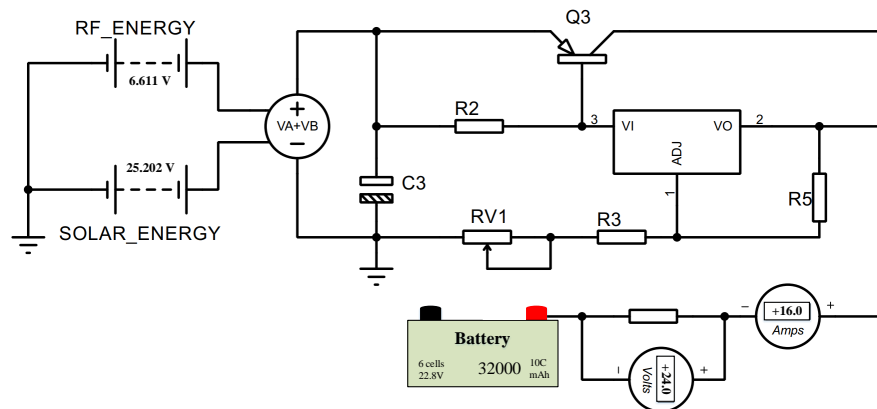 RF_ENERGY
6.611 V
Q3
R2
3
VI
VO
2
ADJ
1
+
VA+VB
−
25.202 V
SOLAR_ENERGY
C3
RV1
R3
R5
Battery
6 cells
22.8V
32000
10C
mAh
− +16.0 +
Amps
− +24.0 +
Volts